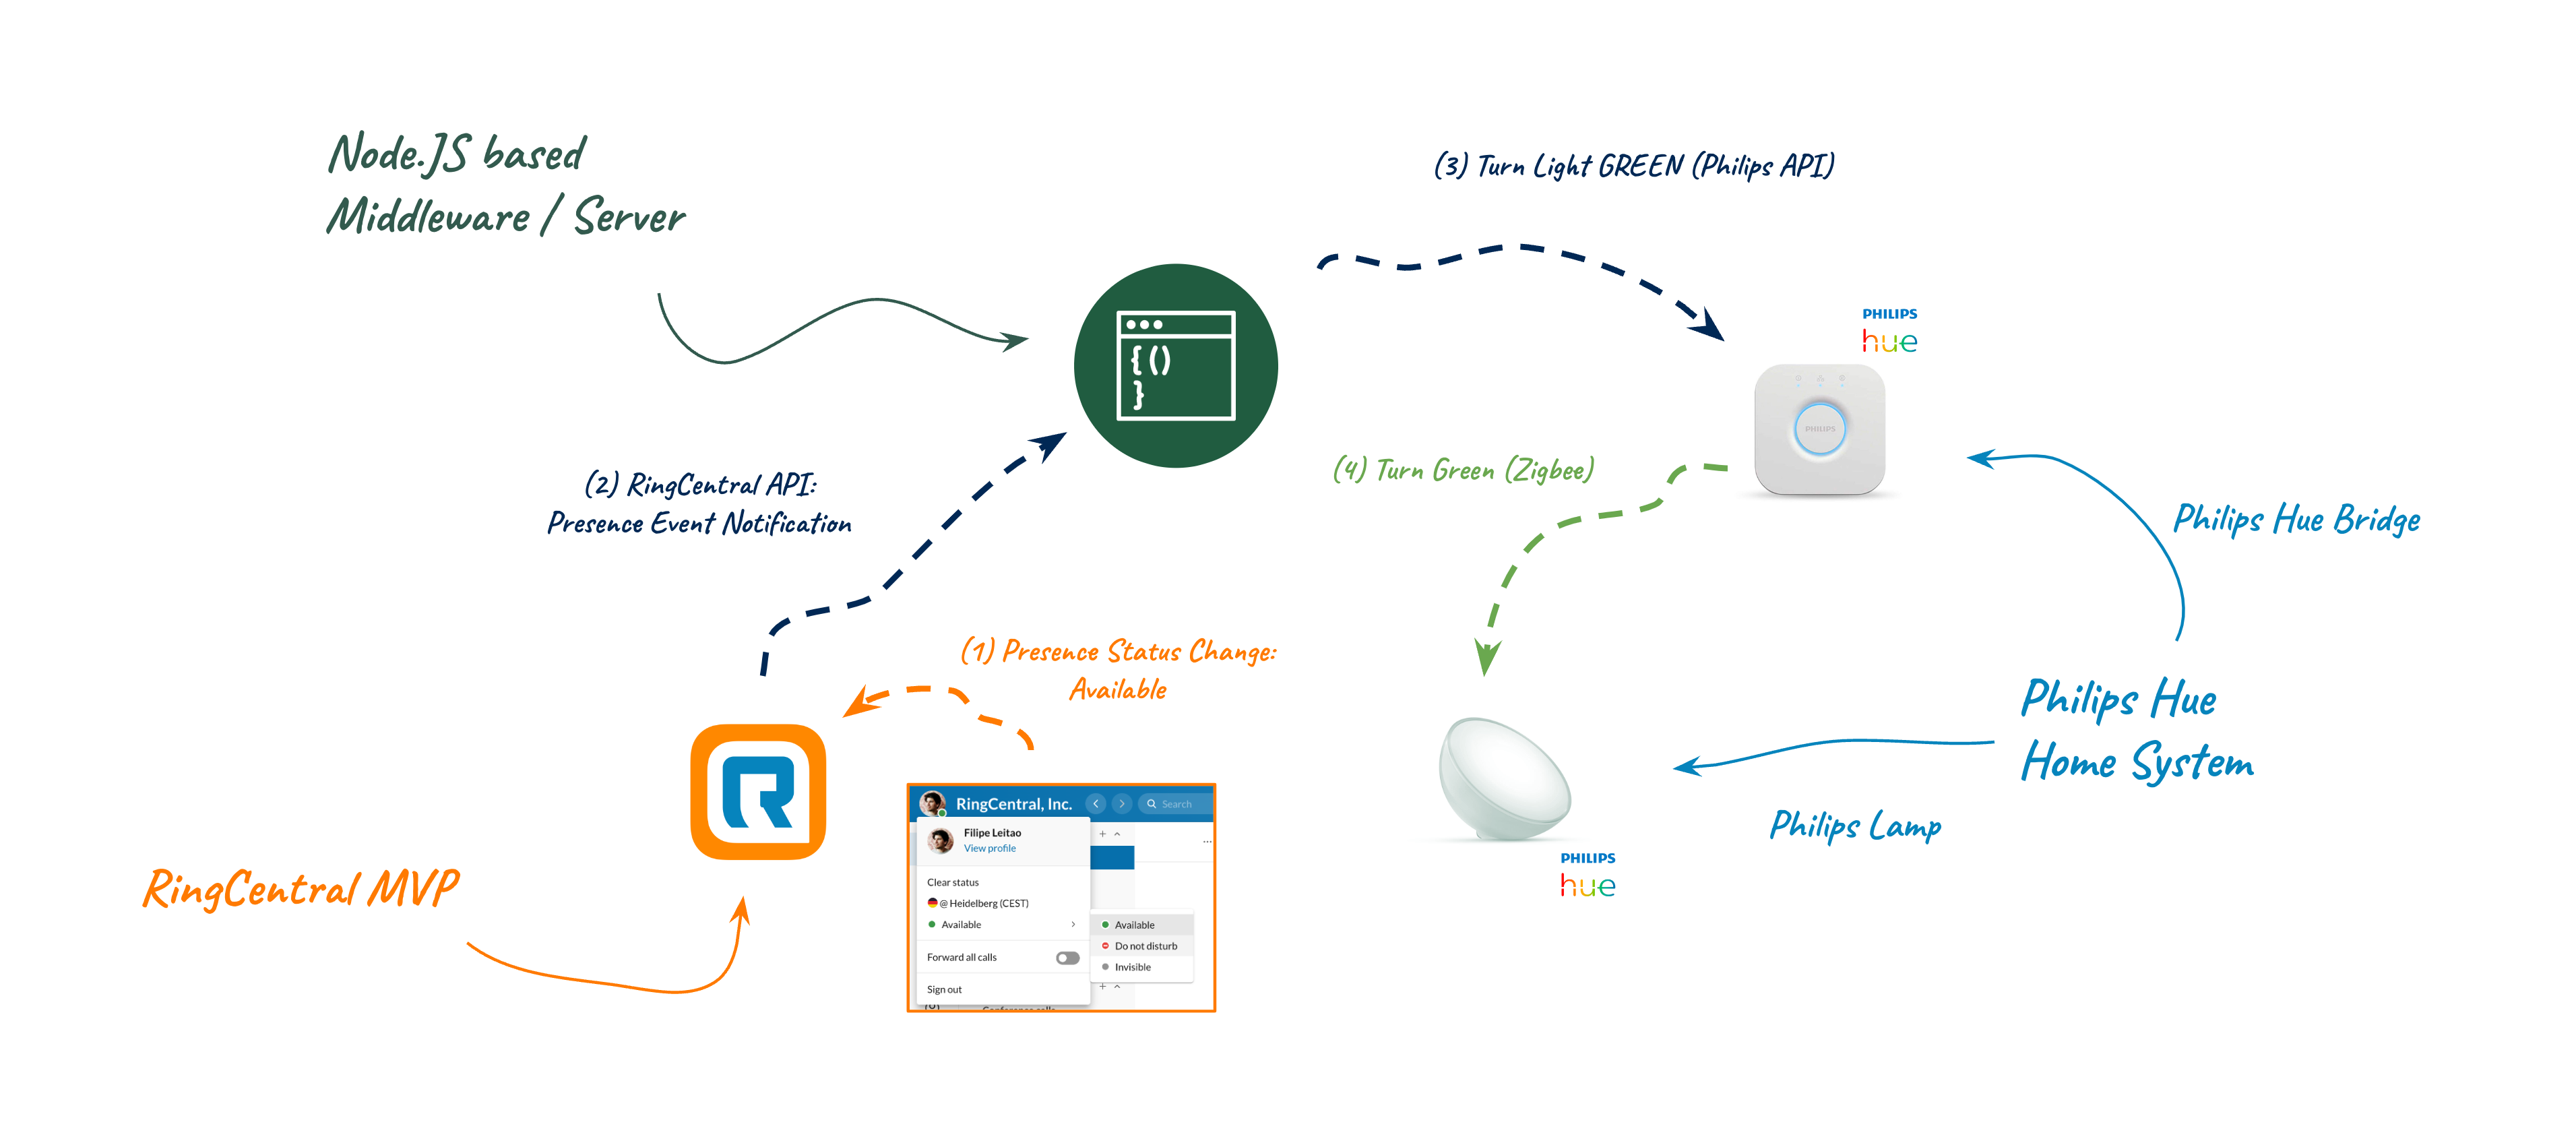 Node.JS based
Middleware / Server
(3) Turn Light GREEN (Philips API)
PHILIPS
hue
{ ()
}
PHILIPS
(4) Turn Green (Zigbee)
(2) RingCentral API:
Presence Event Notification
Philips Hue Bridge
(1) Presence Status Change:
Available
Philips Hue
Home System
Philips Lamp
PHILIPS
hue
R
RingCentral MVP
RingCentral, Inc.
Search
Filipe Leitao
View profile
Clear status
@ Heidelberg (CEST)
Available
Available
Do not disturb
Invisible
Forward all calls
Sign out